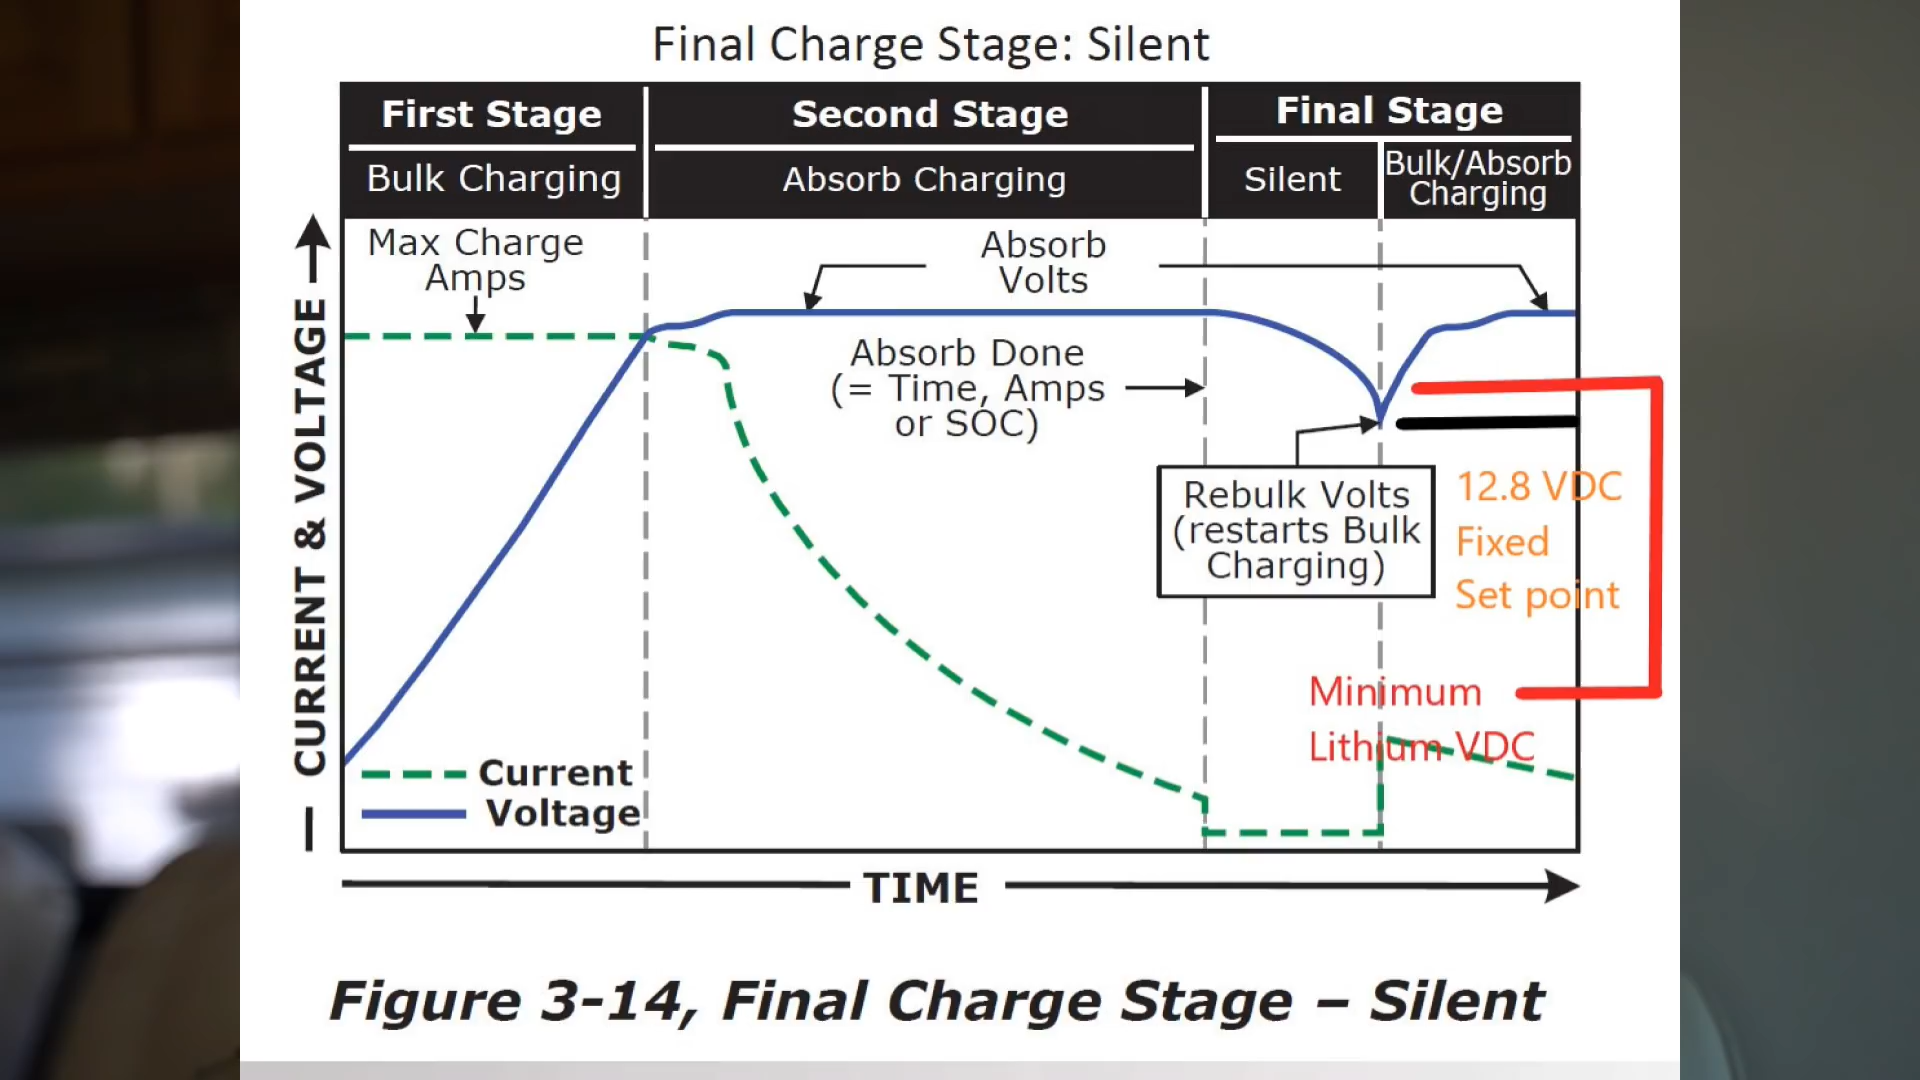 Final Charge Stage: Silent
First Stage
Second Stage
Final Stage
Bulk Charging
Absorb Charging
Silent
Bulk/Absorb
Charging
Max Charge
Amps
Absorb
Volts
Absorb Done
(= Time, Amps
or SOC)
Rebulk Volts
(restarts Bulk
Charging)
12.8 VDC
Fixed
Set point
Minimum
Lithium VDC
Current
Voltage
CURRENT & VOLTAGE
TIME
Figure 3-14, Final Charge Stage – Silent